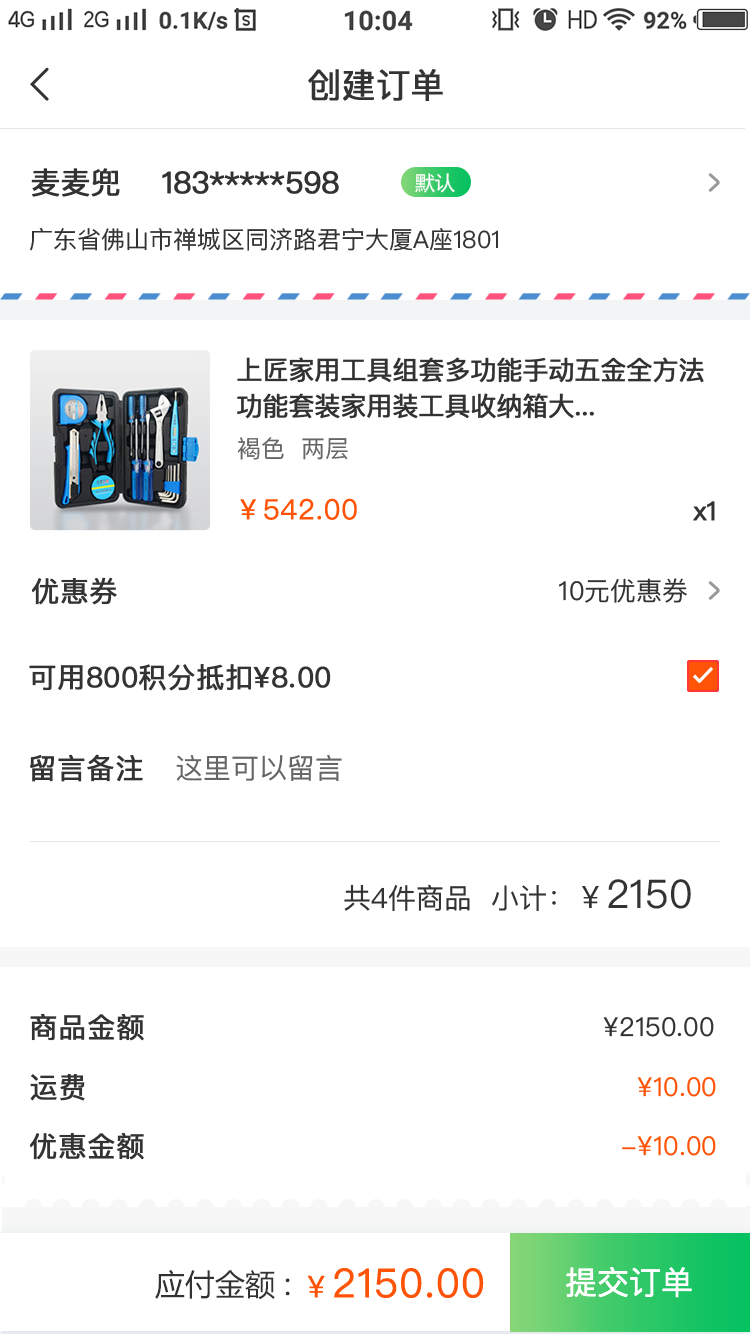 4G 2G 0.1K/s 10:04 HD 92%
创建订单
麦麦兜 183*****598 默认
广东省佛山市禅城区同济路君宁大厦A座1801
上匠家用工具组套多功能手动五金全方法
功能套装家用装工具收纳箱大...
褐色 两层
¥542.00 x1
优惠券 10元优惠券
可用800积分抵扣¥8.00
留言备注 这里可以留言
共4件商品 小计： ¥2150
商品金额 ¥2150.00
运费 ¥10.00
优惠金额 -¥10.00
应付金额：¥2150.00 提交订单